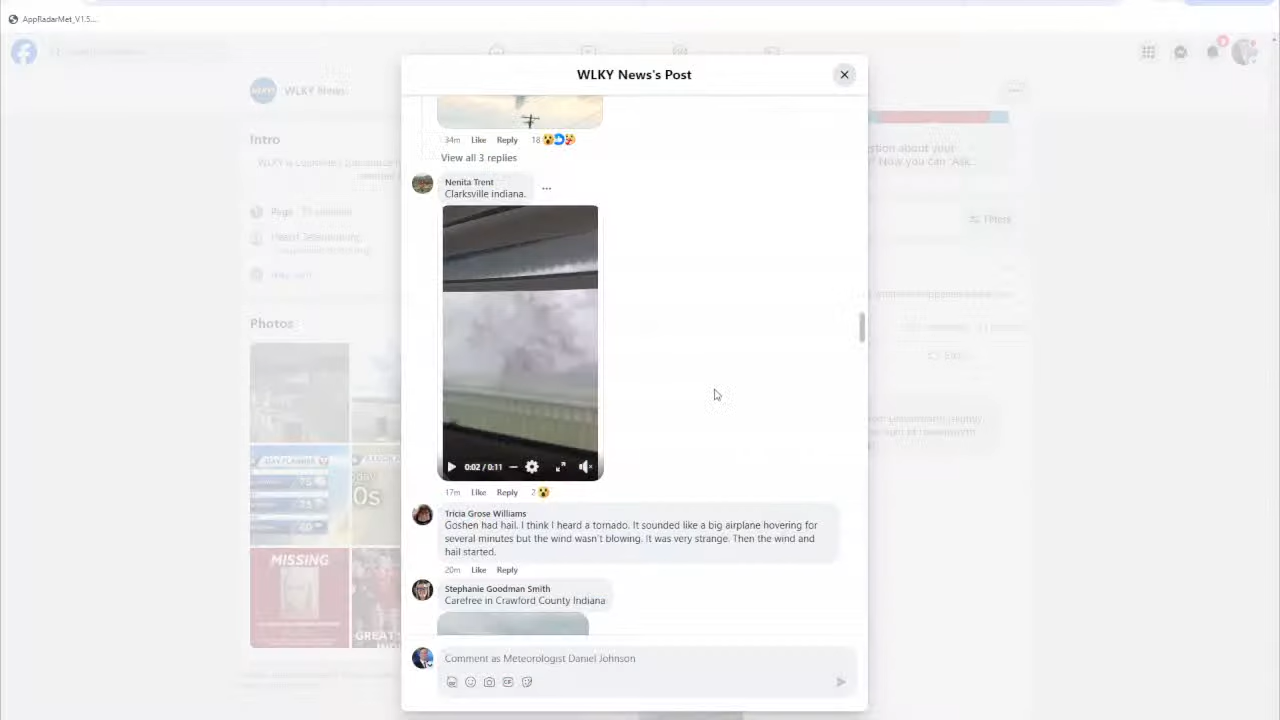 AppRadarMet_V1.5...
WLKY News's Post
WLKY News
Intro
Page
Photos
MISSING
GREAT
Filters
34m Like Reply 18
View all 3 replies
Nenita Trent
Clarksville indiana.
0:02 / 0:11
17m Like Reply 2
Tricia Grose Williams
Goshen had hail. I think I heard a tornado. It sounded like a big airplane hovering for
several minutes but the wind wasn't blowing. It was very strange. Then the wind and
hail started.
20m Like Reply
Stephanie Goodman Smith
Carefree in Crawford County Indiana
Comment as Meteorologist Daniel Johnson